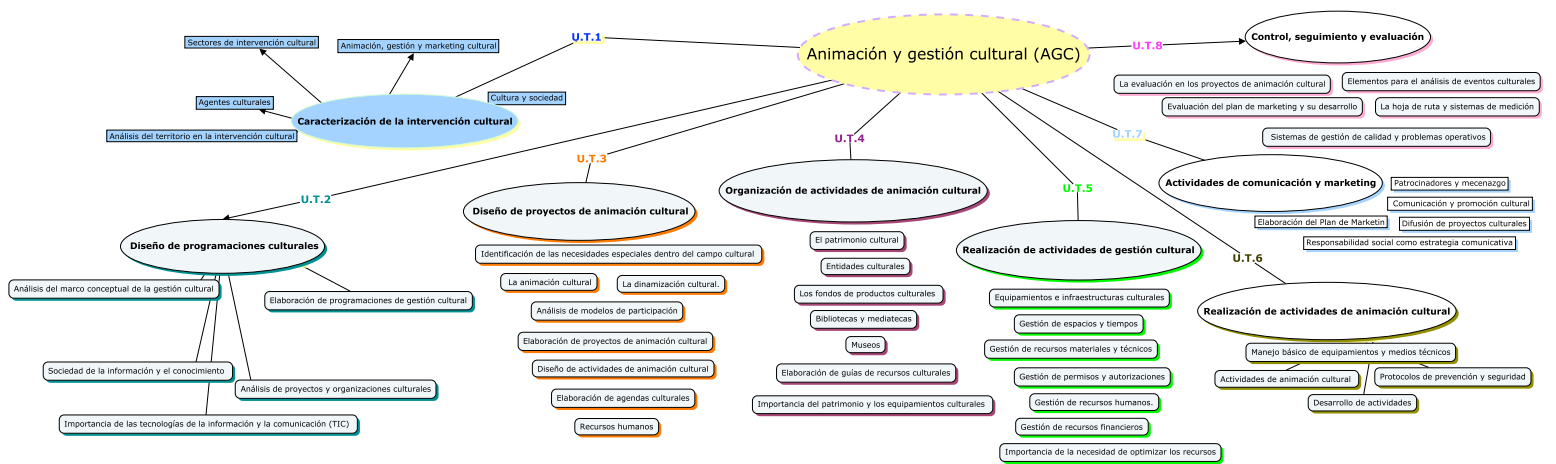 Animación y gestión cultural (AGC)
U.T.1
Caracterización de la intervención cultural
Sectores de intervención cultural
Animación, gestión y marketing cultural
Agentes culturales
Cultura y sociedad
Análisis del territorio en la intervención cultural
U.T.2
Diseño de programaciones culturales
Análisis del marco conceptual de la gestión cultural
Elaboración de programaciones de gestión cultural
Sociedad de la información y el conocimiento
Análisis de proyectos y organizaciones culturales
Importancia de las tecnologías de la información y la comunicación (TIC)
U.T.3
Diseño de proyectos de animación cultural
Identificación de las necesidades especiales dentro del campo cultural
La animación cultural
La dinamización cultural.
Análisis de modelos de participación
Elaboración de proyectos de animación cultural
Diseño de actividades de animación cultural
Elaboración de agendas culturales
Recursos humanos
U.T.4
Organización de actividades de animación cultural
El patrimonio cultural
Entidades culturales
Los fondos de productos culturales
Bibliotecas y mediatecas
Museos
Elaboración de guías de recursos culturales
Importancia del patrimonio y los equipamientos culturales
U.T.5
Realización de actividades de gestión cultural
Equipamientos e infraestructuras culturales
Gestión de espacios y tiempos
Gestión de recursos materiales y técnicos
Gestión de permisos y autorizaciones
Gestión de recursos humanos.
Gestión de recursos financieros
Importancia de la necesidad de optimizar los recursos
U.T.6
Realización de actividades de animación cultural
Manejo básico de equipamientos y medios técnicos
Actividades de animación cultural
Protocolos de prevención y seguridad
Desarrollo de actividades
U.T.7
Actividades de comunicación y marketing
Patrocinadores y mecenazgo
Comunicación y promoción cultural
Elaboración del Plan de Marketin
Difusión de proyectos culturales
Responsabilidad social como estrategia comunicativa
U.T.8
Control, seguimiento y evaluación
La evaluación en los proyectos de animación cultural
Elementos para el análisis de eventos culturales
Evaluación del plan de marketing y su desarrollo
La hoja de ruta y sistemas de medición
Sistemas de gestión de calidad y problemas operativos